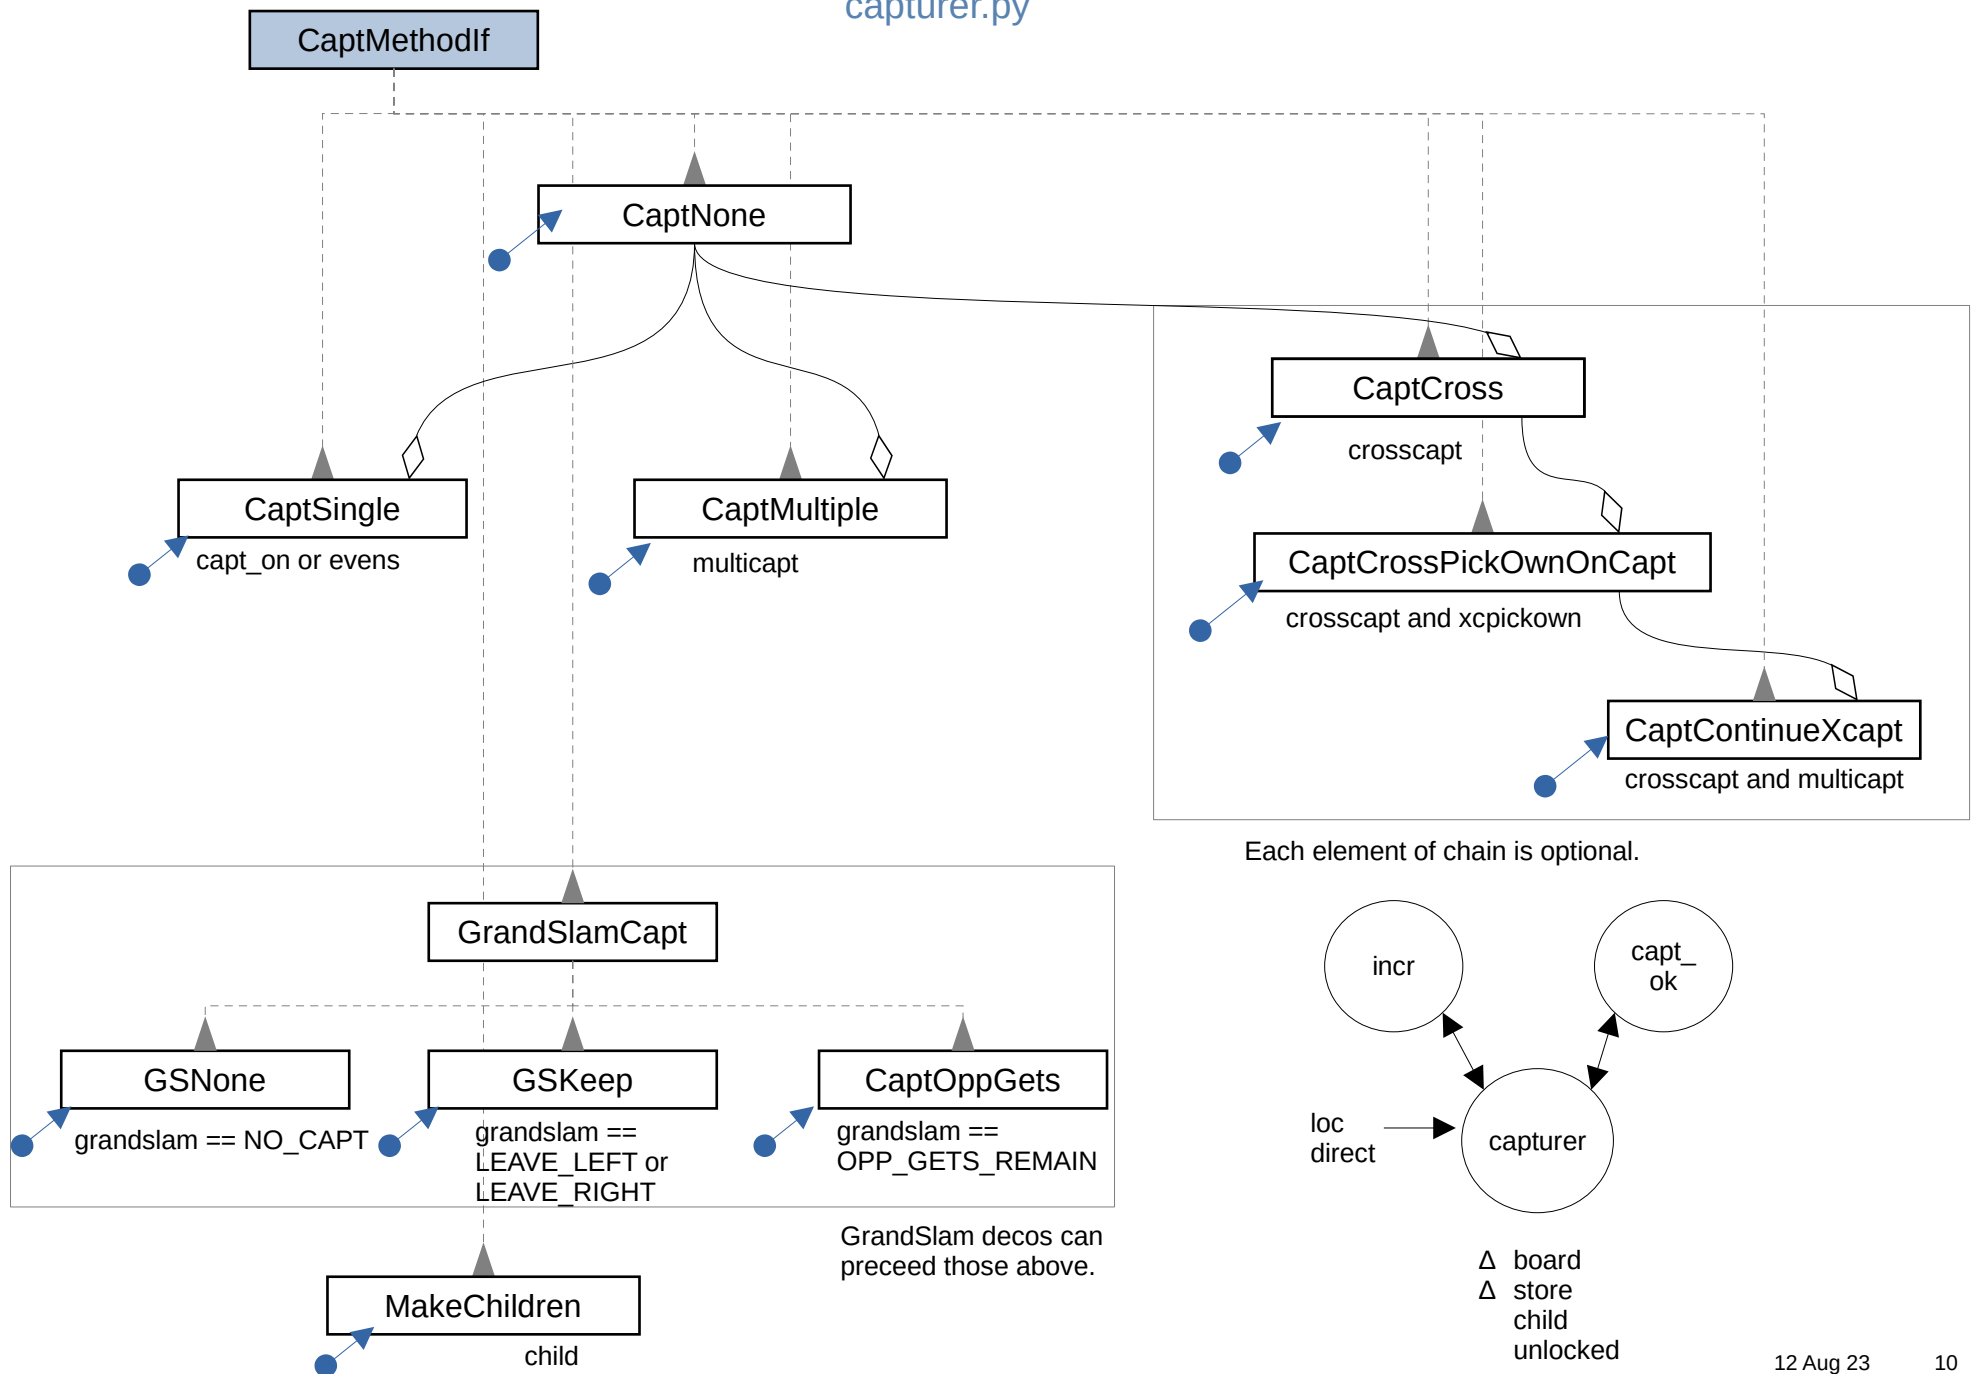 capturer.py
CaptMethodIf
CaptNone
CaptCross
crosscapt
CaptSingle
capt_on or evens
CaptMultiple
multicapt
CaptCrossPickOwnOnCapt
crosscapt and xcpickown
CaptContinueXcapt
crosscapt and multicapt
Each element of chain is optional.
GrandSlamCapt
GSNone
grandslam == NO_CAPT
GSKeep
grandslam ==
LEAVE_LEFT or
LEAVE_RIGHT
CaptOppGets
grandslam ==
OPP_GETS_REMAIN
GrandSlam decos can
preceed those above.
MakeChildren
child
incr
capt_
ok
loc
direct
capturer
Δ board
Δ store
child
unlocked
12 Aug 23
10